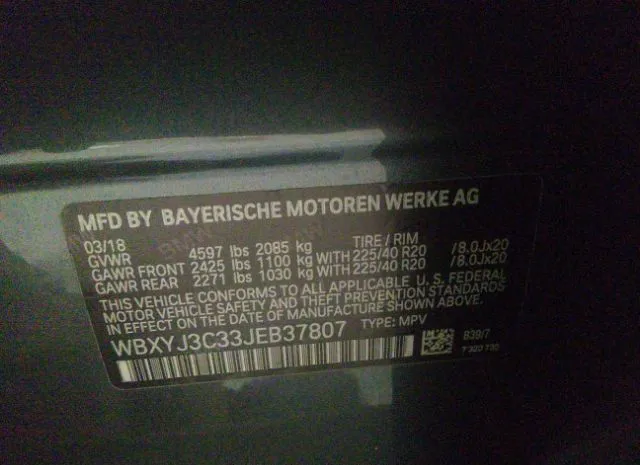 MFD BY BAYERISCHE MOTOREN WERKE AG
03/18 TIRE / RIM
GVWR 4597 lbs 2085 kg
GAWR FRONT 2425 lbs 1100 kg WITH 225/40 R20 /8.0Jx20
GAWR REAR 2271 lbs 1030 kg WITH 225/40 R20 /8.0Jx20
THIS VEHICLE CONFORMS TO ALL APPLICABLE U.S. FEDERAL
MOTOR VEHICLE SAFETY AND THEFT PREVENTION STANDARDS
IN EFFECT ON THE DATE OF MANUFACTURE SHOWN ABOVE.
WBXYJ3C33JEB37807 TYPE: MPV
B39/7